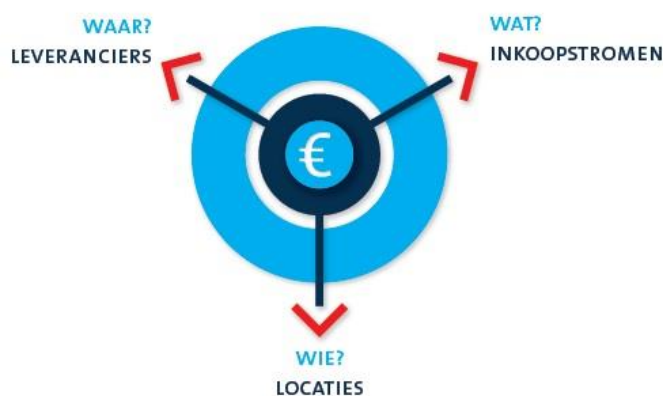 WAAR?
LEVERANCIERS
WAT?
INKOOPSTROMEN
€
WIE?
LOCATIES